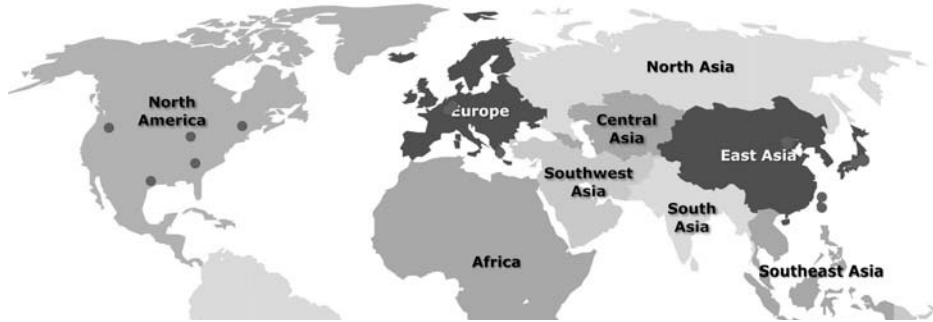 North Asia
North
America
Europe
Central
Asia
East Asia
Southwest
Asia
South
Asia
Africa
Southeast Asia